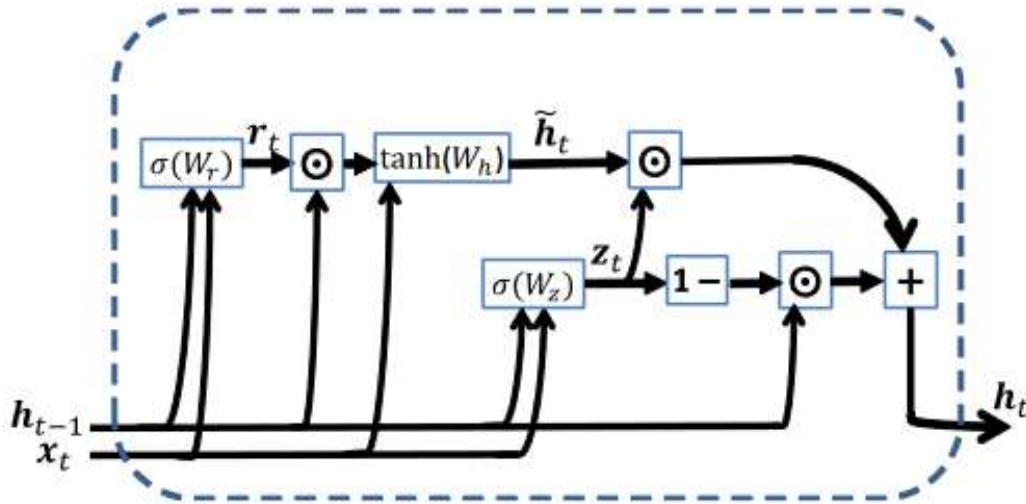 r_t h̃_t
σ(W_r) ⊙ tanh(W_h) ⊙
z_t
σ(W_z) 1− ⊙ +
h_{t−1} h_t
x_t